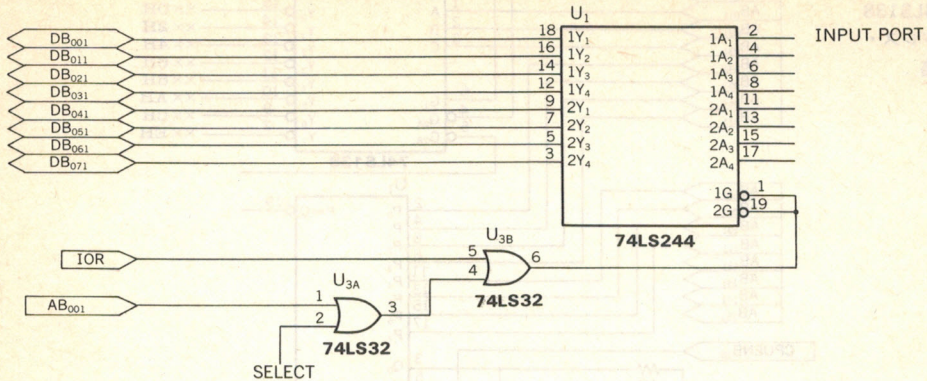 U₁
DB₀₀₁ 18 1Y₁ 1A₁ 2 INPUT PORT
DB₀₁₁ 16 1Y₂ 1A₂ 4
DB₀₂₁ 14 1Y₃ 1A₃ 6
DB₀₃₁ 12 1Y₄ 1A₄ 8
DB₀₄₁ 9 2Y₁ 2A₁ 11
DB₀₅₁ 7 2Y₂ 2A₂ 13
DB₀₆₁ 5 2Y₃ 2A₃ 15
DB₀₇₁ 3 2Y₄ 2A₄ 17
1G 1
2G 19
74LS244
U₃B
IOR 5 6
4
74LS32
U₃A
AB₀₀₁ 1 3
2
74LS32
SELECT